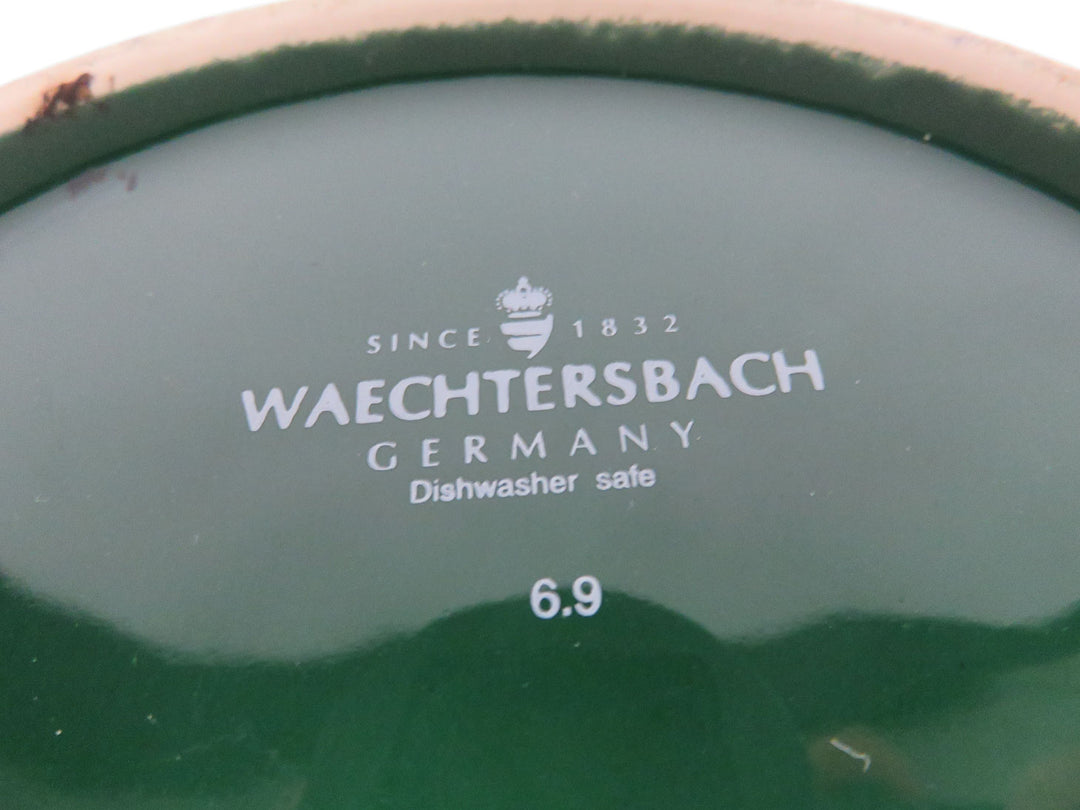 SINCE 1832
WAECHTERSBACH
GERMANY
Dishwasher safe
6.9